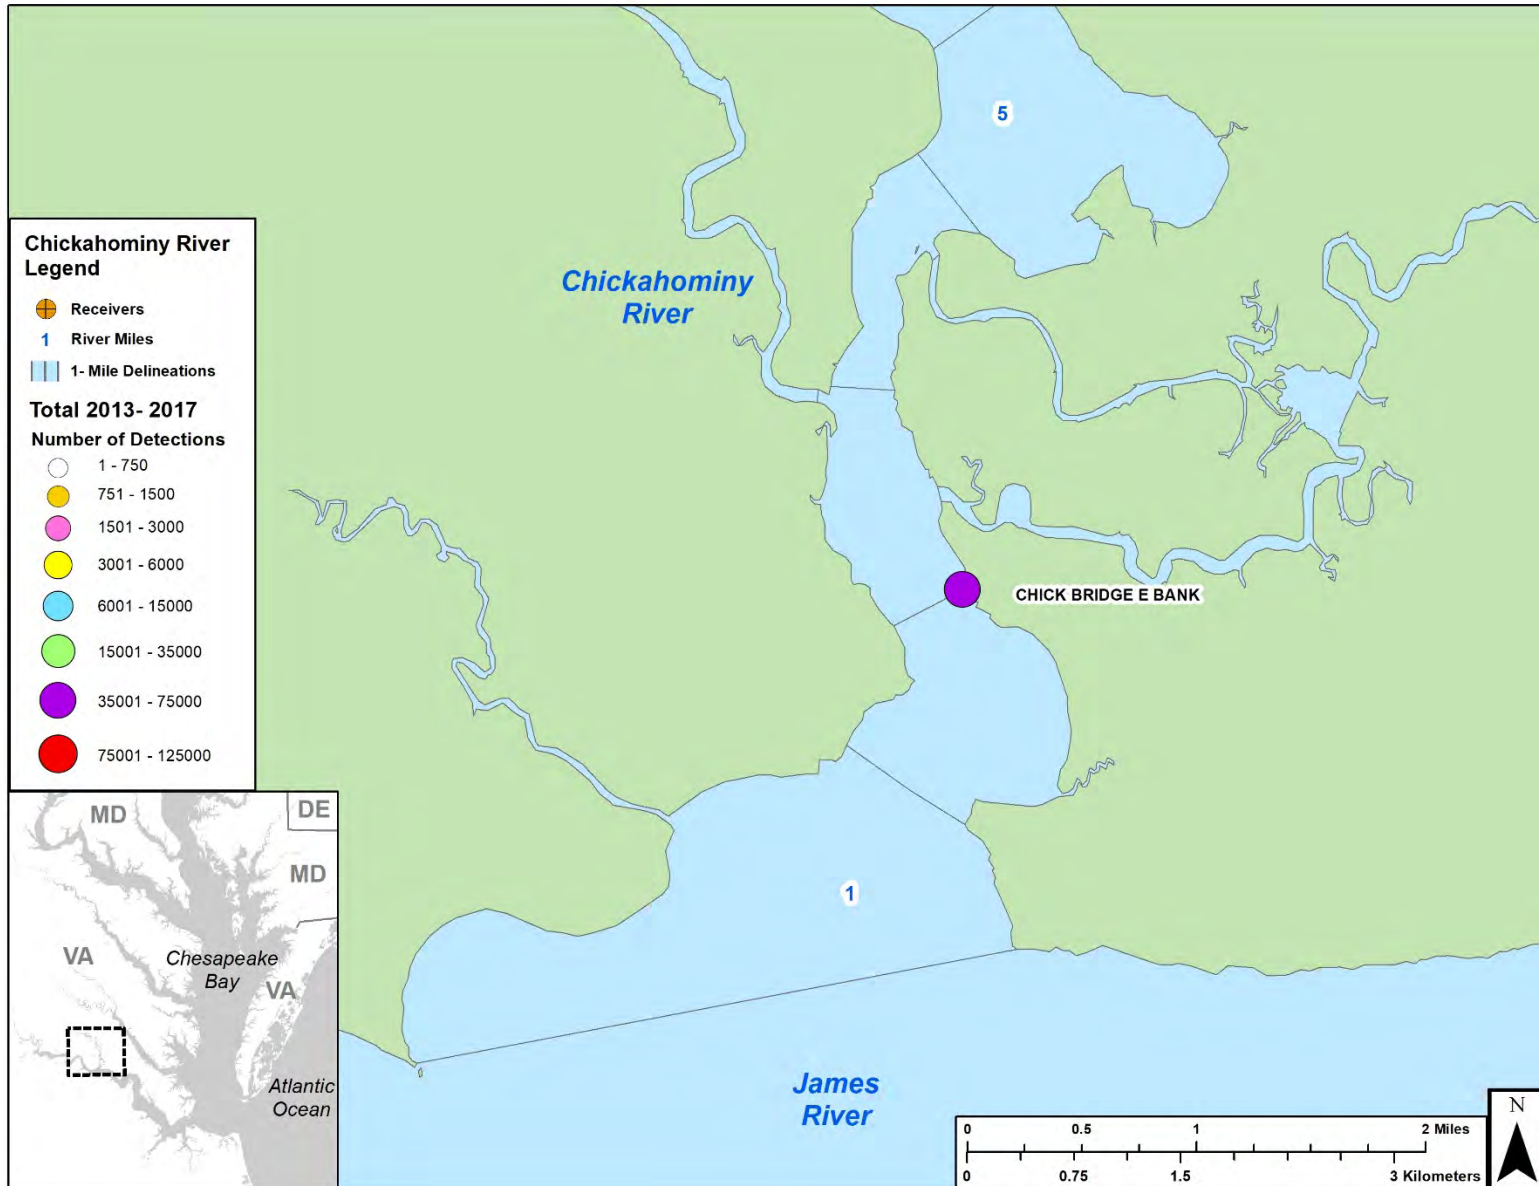 5
Chickahominy
River
Chickahominy River
Legend
Receivers
1 River Miles
1- Mile Delineations
Total 2013- 2017
Number of Detections
1 - 750
751 - 1500
1501 - 3000
3001 - 6000
6001 - 15000
15001 - 35000
35001 - 75000
75001 - 125000
CHICK BRIDGE E BANK
1
MD
DE
MD
VA
Chesapeake
Bay
VA
Atlantic
Ocean
James
River
0 0.5 1 2 Miles
0 0.75 1.5 3 Kilometers
N